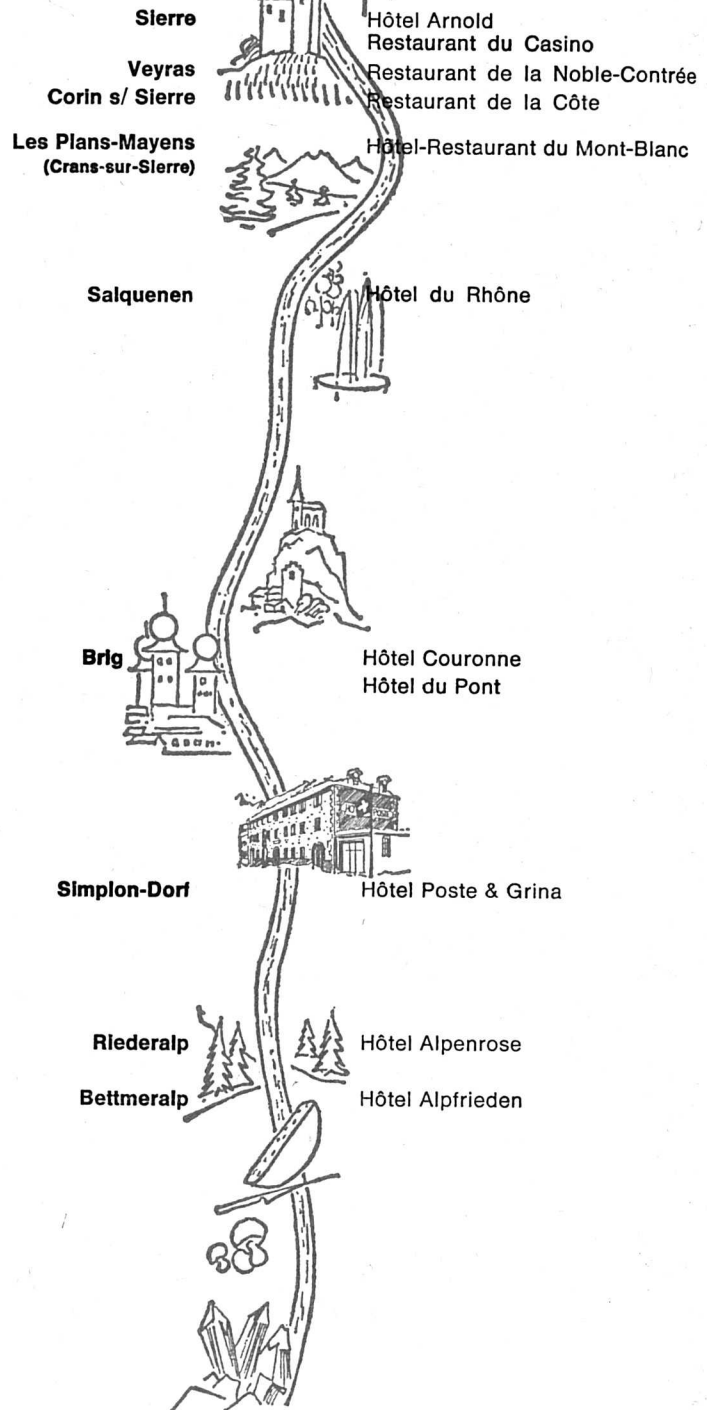 Sierre Hôtel Arnold
Restaurant du Casino
Veyras Restaurant de la Noble-Contrée
Corin s/ Sierre Restaurant de la Côte
Les Plans-Mayens Hôtel-Restaurant du Mont-Blanc
(Crans-sur-Sierre)
Salquenen Hôtel du Rhône
Brig Hôtel Couronne
Hôtel du Pont
Simplon-Dorf Hôtel Poste & Grina
Riederalp Hôtel Alpenrose
Bettmeralp Hôtel Alpfrieden